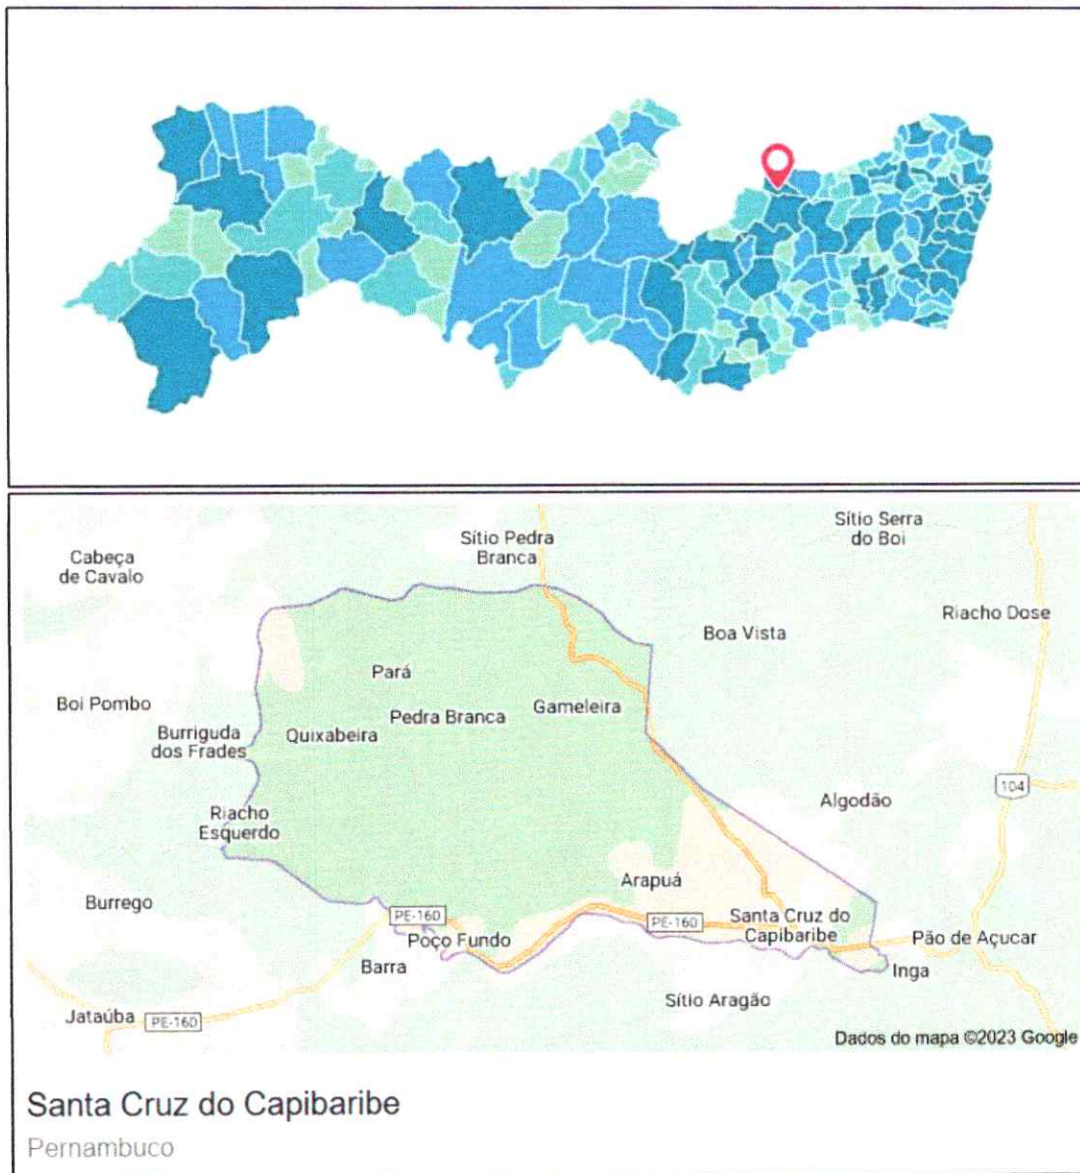 Sítio Serra
do Boi
Sítio Pedra
Branca
Cabeça
de Cavalo
Riacho Dose
Boa Vista
Pará
Boi Pombo
Gameleira
Pedra Branca
Burriguda
dos Frades
Quixabeira
104
Algodão
Riacho
Esquerdo
Arapuá
Burrego
PE-160
PE-160
Santa Cruz do
Capibaribe
Poço Fundo
Pão de Açucar
Barra
Inga
Sítio Aragão
Jataúba
PE-160
Dados do mapa ©2023 Google
Santa Cruz do Capibaribe
Pernambuco